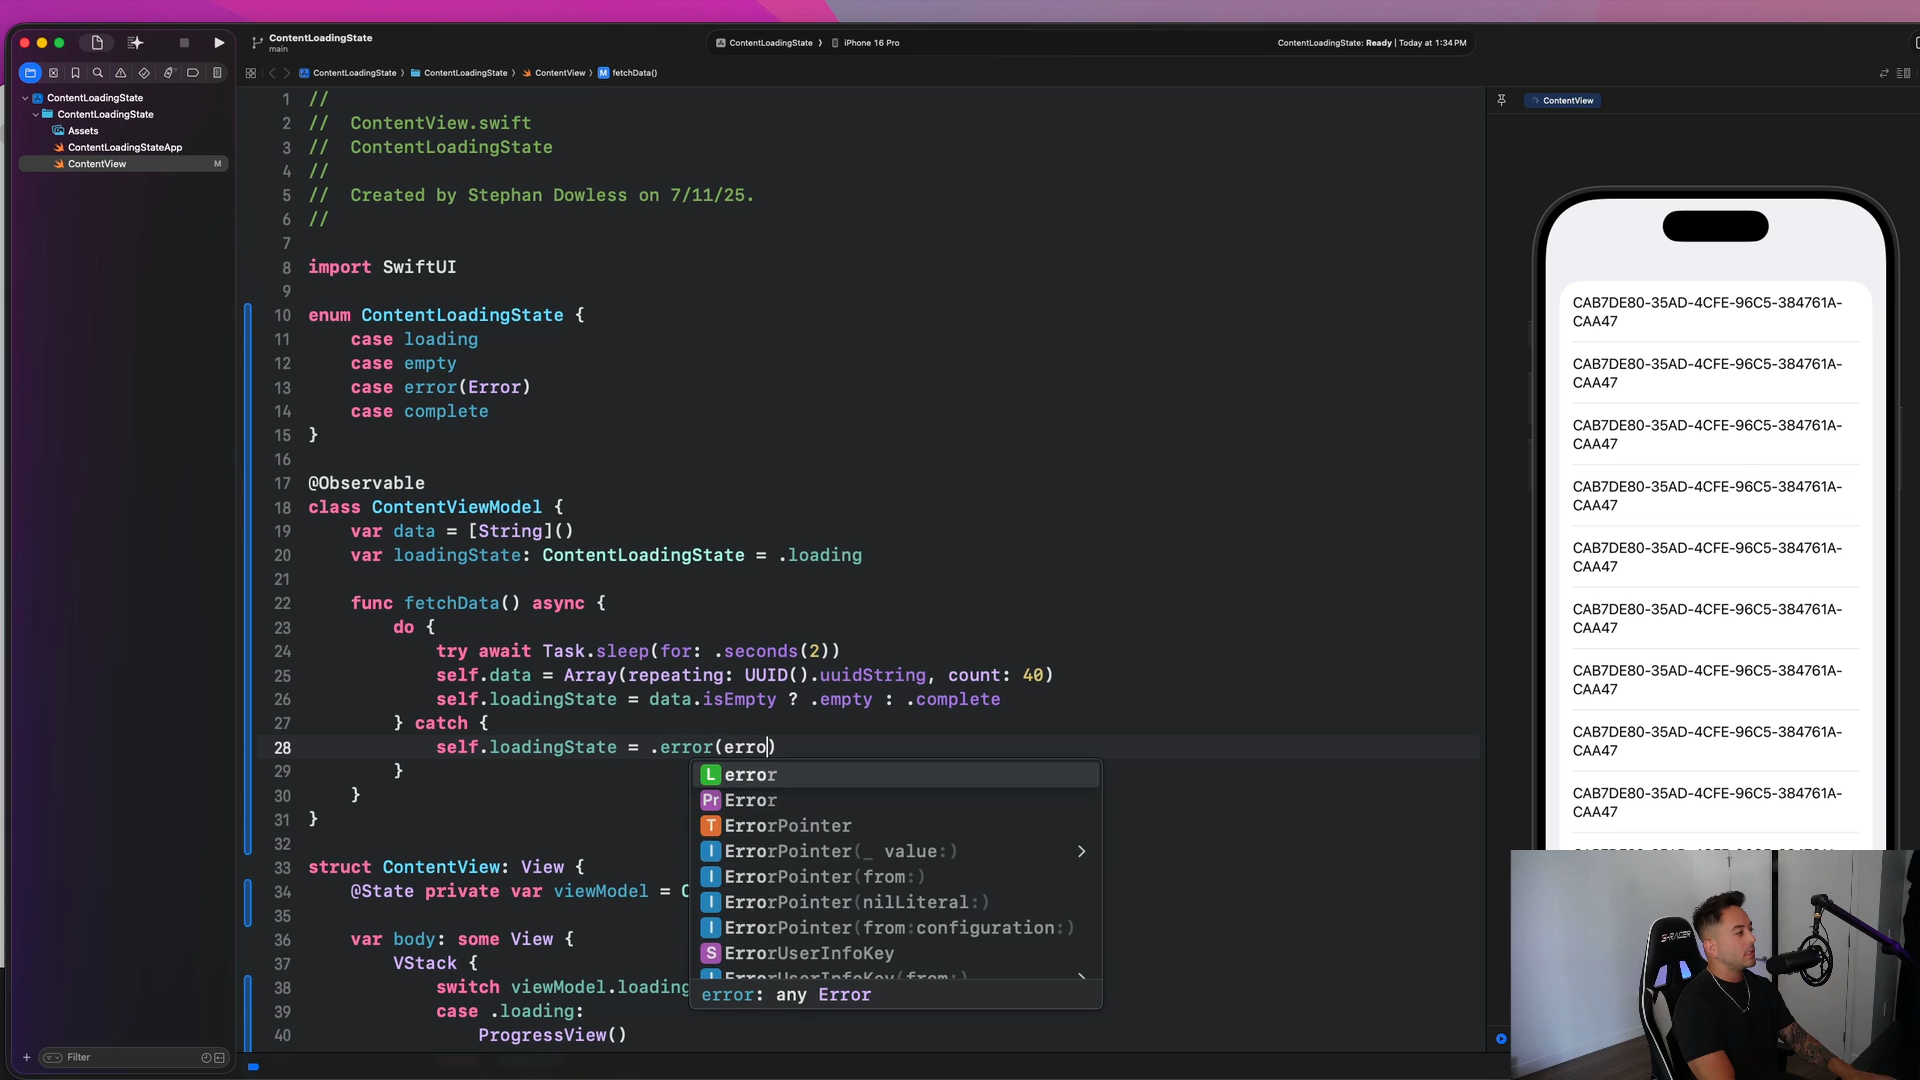 ContentLoadingState
main
ContentLoadingState
iPhone 16 Pro
ContentLoadingState: Ready | Today at 1:34 PM
ContentLoadingState
ContentLoadingState
ContentView
fetchData()
ContentLoadingState
ContentLoadingState
Assets
ContentLoadingStateApp
ContentView M
1 //
2 // ContentView.swift
3 // ContentLoadingState
4 //
5 // Created by Stephan Dowless on 7/11/25.
6 //
7
8 import SwiftUI
9
10 enum ContentLoadingState {
11 case loading
12 case empty
13 case error(Error)
14 case complete
15 }
16
17 @Observable
18 class ContentViewModel {
19 var data = [String]()
20 var loadingState: ContentLoadingState = .loading
21
22 func fetchData() async {
23 do {
24 try await Task.sleep(for: .seconds(2))
25 self.data = Array(repeating: UUID().uuidString, count: 40)
26 self.loadingState = data.isEmpty ? .empty : .complete
27 } catch {
28 self.loadingState = .error(erro)
29 }
30 }
31 }
32
33 struct ContentView: View {
34 @State private var viewModel = C
35
36 var body: some View {
37 VStack {
38 switch viewModel.loading
39 case .loading:
40 ProgressView()
L error
Pr Error
T ErrorPointer
I ErrorPointer(_ value:)
I ErrorPointer(from:)
I ErrorPointer(nilLiteral:)
I ErrorPointer(from:configuration:)
S ErrorUserInfoKey
I ErrorUserInfoKey(from:)
error: any Error
Filter
ContentView
CAB7DE80-35AD-4CFE-96C5-384761A-
CAA47
CAB7DE80-35AD-4CFE-96C5-384761A-
CAA47
CAB7DE80-35AD-4CFE-96C5-384761A-
CAA47
CAB7DE80-35AD-4CFE-96C5-384761A-
CAA47
CAB7DE80-35AD-4CFE-96C5-384761A-
CAA47
CAB7DE80-35AD-4CFE-96C5-384761A-
CAA47
CAB7DE80-35AD-4CFE-96C5-384761A-
CAA47
CAB7DE80-35AD-4CFE-96C5-384761A-
CAA47
CAB7DE80-35AD-4CFE-96C5-384761A-
CAA47
S-RACER